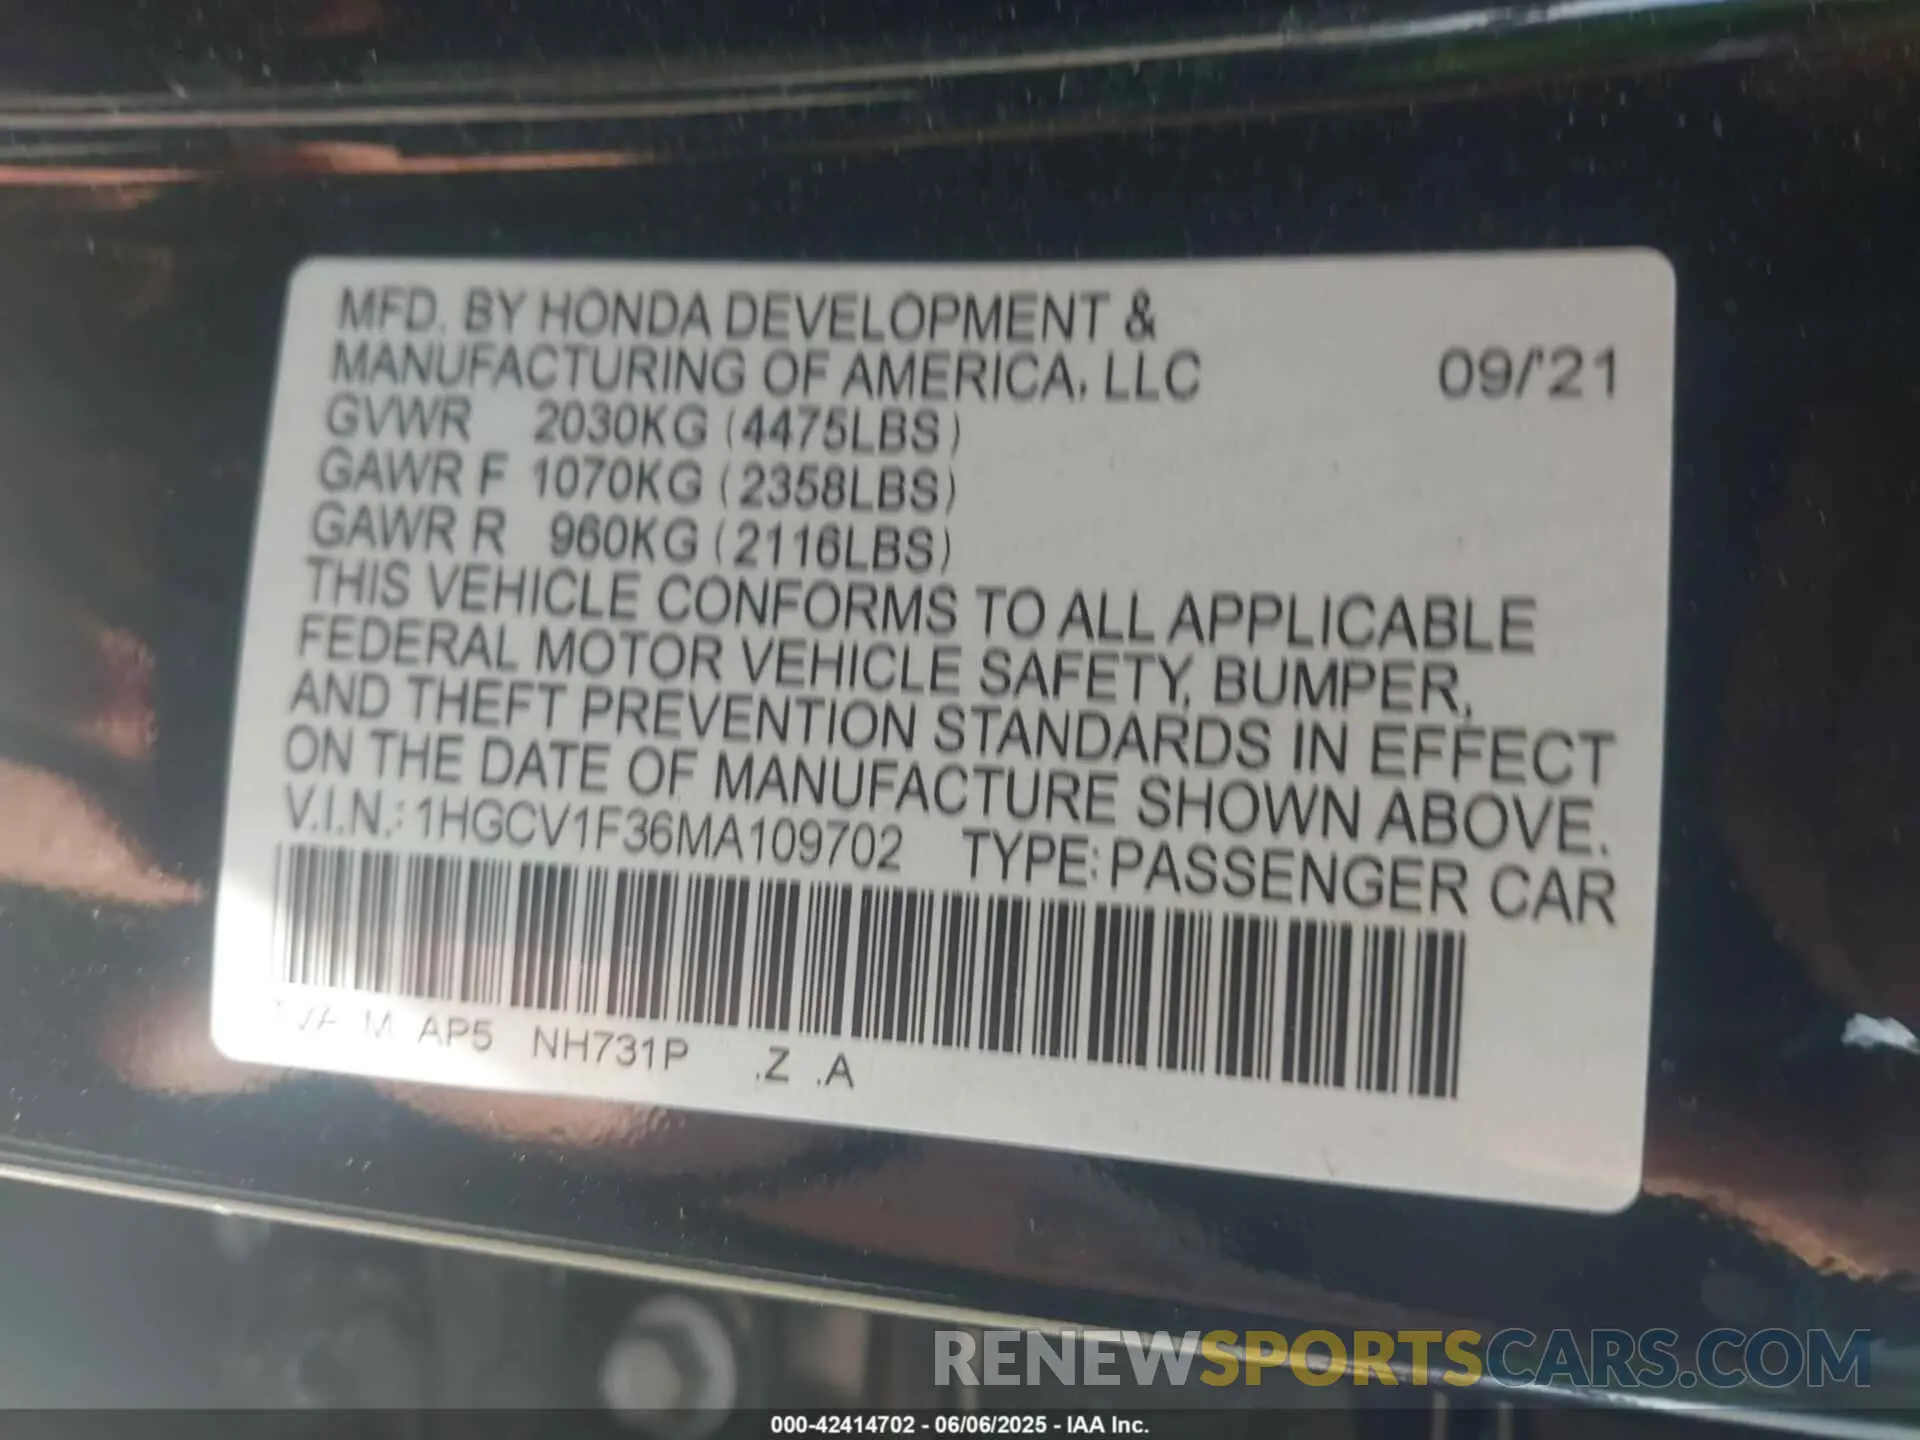 MFD. BY HONDA DEVELOPMENT &
MANUFACTURING OF AMERICA, LLC 09/'21
GVWR 2030KG (4475LBS)
GAWR F 1070KG (2358LBS)
GAWR R 960KG (2116LBS)
THIS VEHICLE CONFORMS TO ALL APPLICABLE
FEDERAL MOTOR VEHICLE SAFETY, BUMPER,
AND THEFT PREVENTION STANDARDS IN EFFECT
ON THE DATE OF MANUFACTURE SHOWN ABOVE.
V.I.N.: 1HGCV1F36MA109702 TYPE: PASSENGER CAR
AP5 NH731P .Z .A
RENEWSPORTSCARS.COM
000-42414702 - 06/06/2025 - IAA Inc.